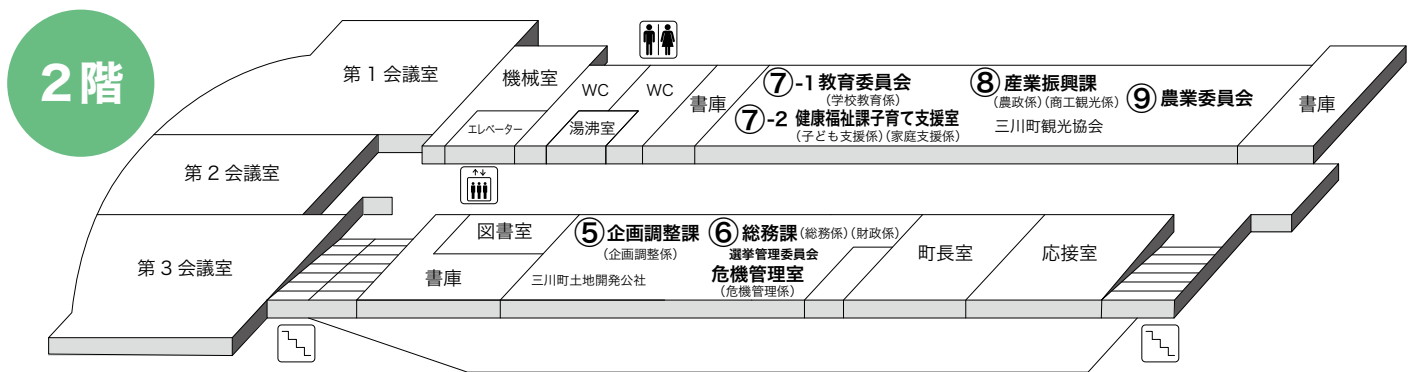 2階
第1会議室
機械室
エレベーター
WC
湯沸室
WC
書庫
⑦-1 教育委員会
(学校教育係)
⑦-2 健康福祉課子育て支援室
(子ども支援係)(家庭支援係)
⑧ 産業振興課
(農政係)(商工観光係)
三川町観光協会
⑨ 農業委員会
書庫
第2会議室
第3会議室
図書室
書庫
⑤企画調整課
(企画調整係)
三川町土地開発公社
⑥ 総務課(総務係)(財政係)
選挙管理委員会
危機管理室
(危機管理係)
町長室
応接室